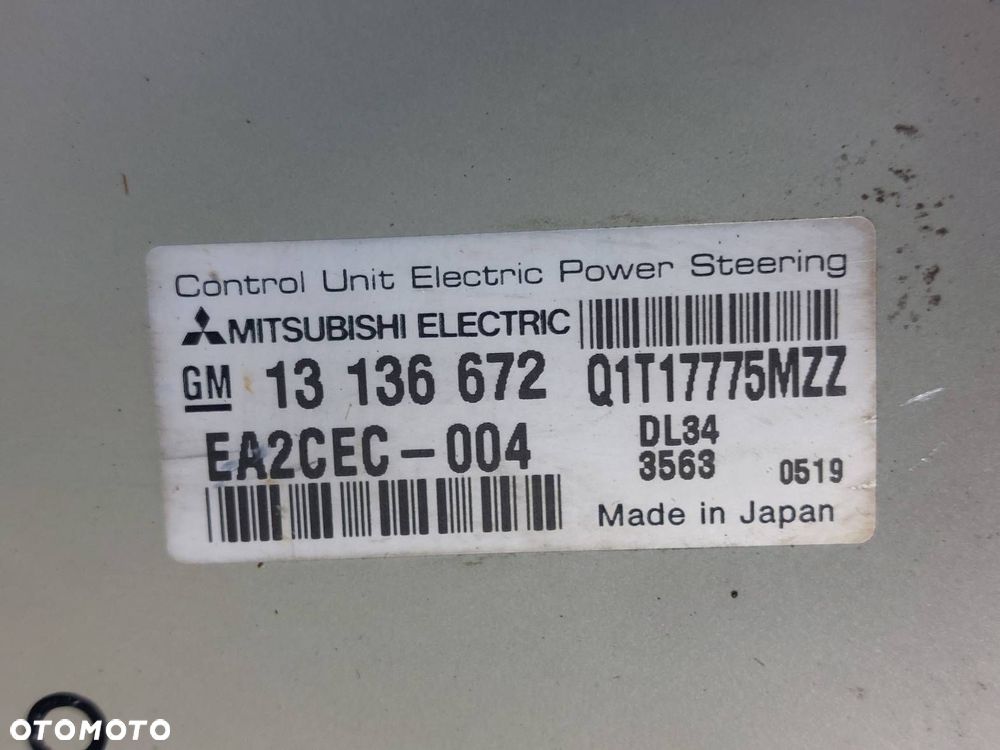 Control Unit Electric Power Steering
MITSUBISHI ELECTRIC
GM 13 136 672 Q1T17775MZZ
EA2CEC-004 DL34
3563 0519
Made in Japan
OTOMOTO